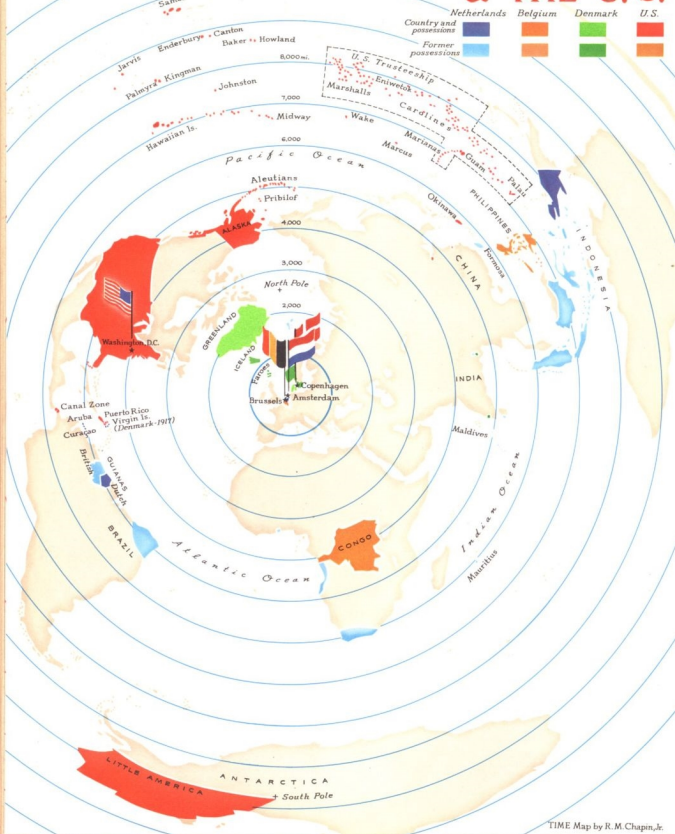 & THE U.S.
Netherlands Belgium Denmark U.S.
Country and
possessions
Former
possessions
Sam
Jarvis
Enderbury
Canton
Baker
Howland
Palmyra
Kingman
Johnston
8,000 mi.
U. S. Trusteeship
Marshalls
Eniwetok
Carolines
7,000
Hawaiian Is.
Midway
Wake
Marianas
Marcus
Guam
Palau
6,000
Pacific Ocean
Aleutians
Pribilof
Okinawa
PHILIPPINES
INDONESIA
ALASKA
4,000
Formosa
CHINA
3,000
North Pole
2,000
GREENLAND
ICELAND
Faroes
Washington, D.C.
Copenhagen
Brussels
Amsterdam
INDIA
Maldives
Canal Zone
Aruba
Curaçao
Puerto Rico
Virgin Is.
(Denmark-1917)
British
GUIANAS
Dutch
BRAZIL
Atlantic Ocean
CONGO
Indian Ocean
Mauritius
LITTLE AMERICA
ANTARCTICA
South Pole
TIME Map by R.M.Chapin,Jr.